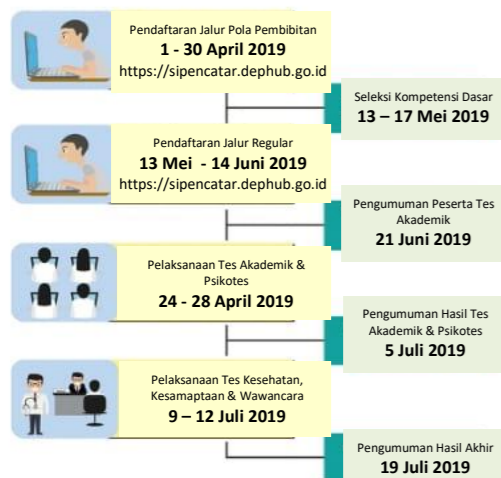 Pendaftaran Jalur Pola Pembibitan
1 - 30 April 2019
https://sipencatar.dephub.go.id
Seleksi Kompetensi Dasar
13 – 17 Mei 2019
Pendaftaran Jalur Regular
13 Mei - 14 Juni 2019
https://sipencatar.dephub.go.id
Pengumuman Peserta Tes
Akademik
21 Juni 2019
Pelaksanaan Tes Akademik &
Psikotes
24 - 28 April 2019
Pengumuman Hasil Tes
Akademik & Psikotes
5 Juli 2019
Pelaksanaan Tes Kesehatan,
Kesamaptaan & Wawancara
9 – 12 Juli 2019
Pengumuman Hasil Akhir
19 Juli 2019